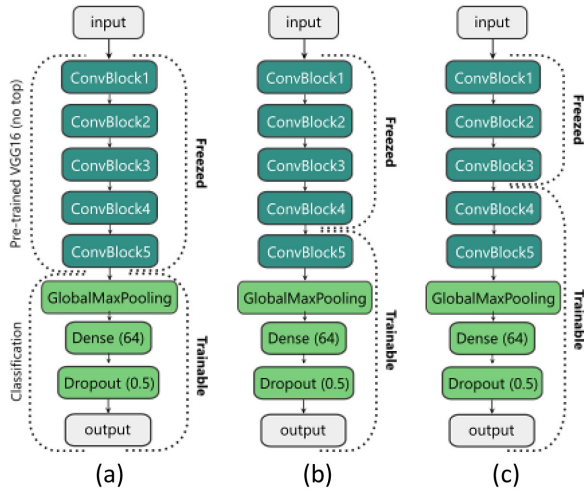 input
ConvBlock1
ConvBlock2
ConvBlock3
ConvBlock4
ConvBlock5
GlobalMaxPooling
Dense (64)
Dropout (0.5)
output
Pre-trained VGG16 (no top)
Classification
Freezed
Trainable
(a)
input
ConvBlock1
ConvBlock2
ConvBlock3
ConvBlock4
ConvBlock5
GlobalMaxPooling
Dense (64)
Dropout (0.5)
output
Freezed
Trainable
(b)
input
ConvBlock1
ConvBlock2
ConvBlock3
ConvBlock4
ConvBlock5
GlobalMaxPooling
Dense (64)
Dropout (0.5)
output
Freezed
Trainable
(c)